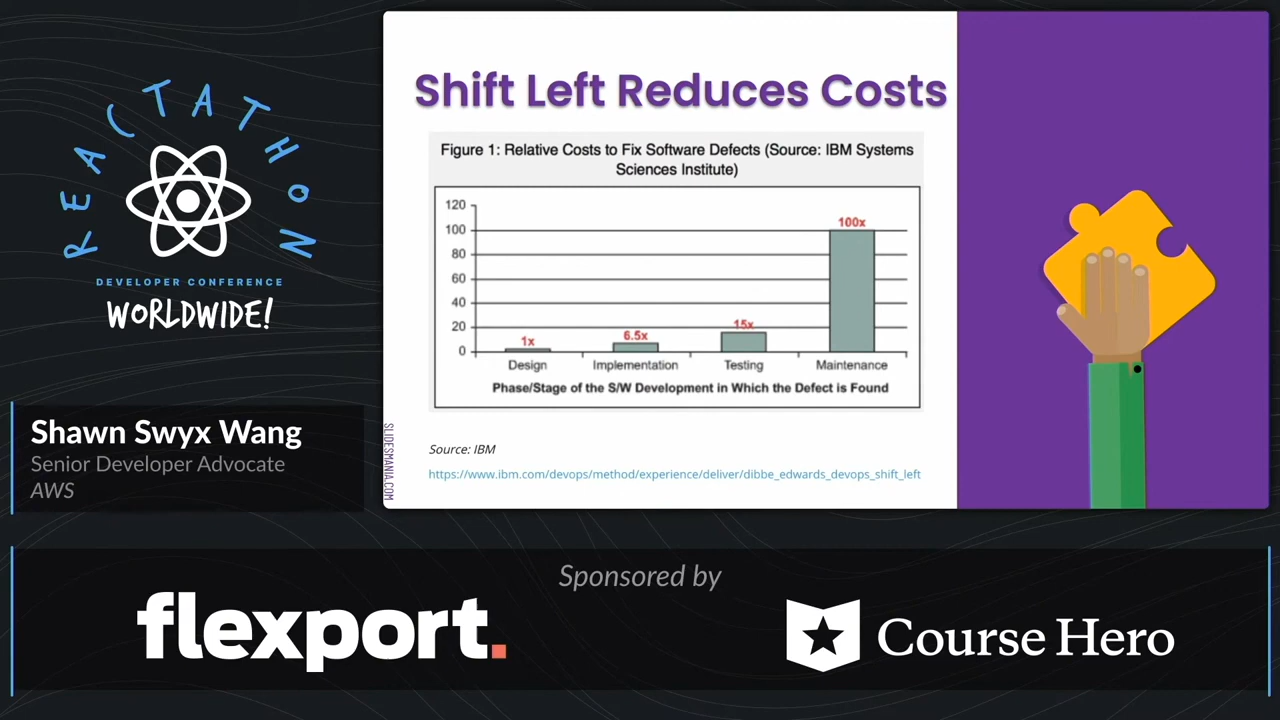 REACTATHON
DEVELOPER CONFERENCE
WORLDWIDE!
Shawn Swyx Wang
Senior Developer Advocate
AWS
Shift Left Reduces Costs
Figure 1: Relative Costs to Fix Software Defects (Source: IBM Systems
Sciences Institute)
120
100
80
60
40
20
0
1x
6.5x
15x
100x
Design
Implementation
Testing
Maintenance
Phase/Stage of the S/W Development in Which the Defect is Found
Source: IBM
https://www.ibm.com/devops/method/experience/deliver/dibbe_edwards_devops_shift_left
SLIDESMANIA.COM
Sponsored by
flexport.
Course Hero